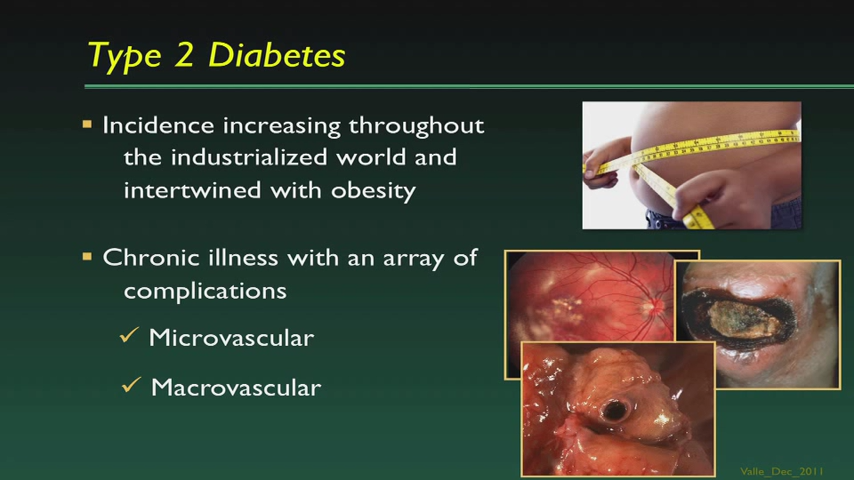 Type 2 Diabetes
▪ Incidence increasing throughout
the industrialized world and
intertwined with obesity
▪ Chronic illness with an array of
complications
✓ Microvascular
✓ Macrovascular
Valle_Dec_2011